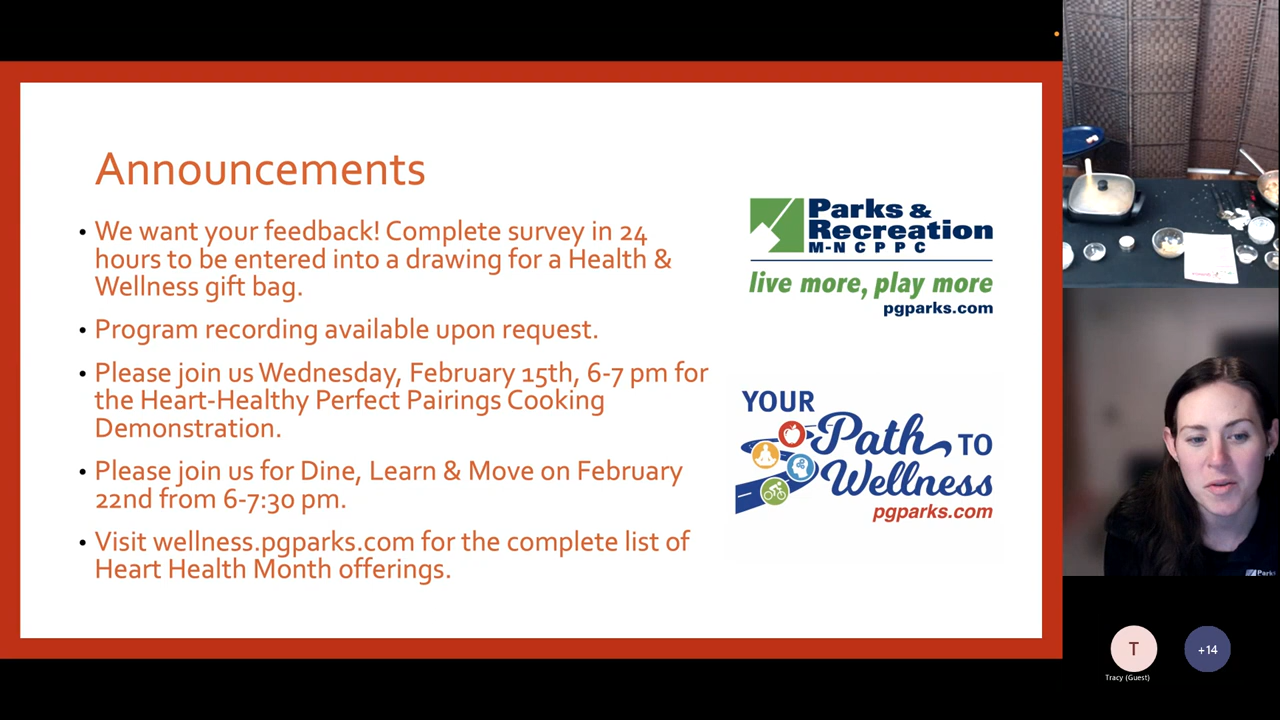 Announcements
• We want your feedback! Complete survey in 24
hours to be entered into a drawing for a Health &
Wellness gift bag.
• Program recording available upon request.
• Please join us Wednesday, February 15th, 6-7 pm for
the Heart-Healthy Perfect Pairings Cooking
Demonstration.
• Please join us for Dine, Learn & Move on February
22nd from 6-7:30 pm.
• Visit wellness.pgparks.com for the complete list of
Heart Health Month offerings.
Parks &
Recreation
M-NCPPC
live more, play more
pgparks.com
YOUR
Path TO
Wellness
pgparks.com
Parks
T
+14
Tracy (Guest)